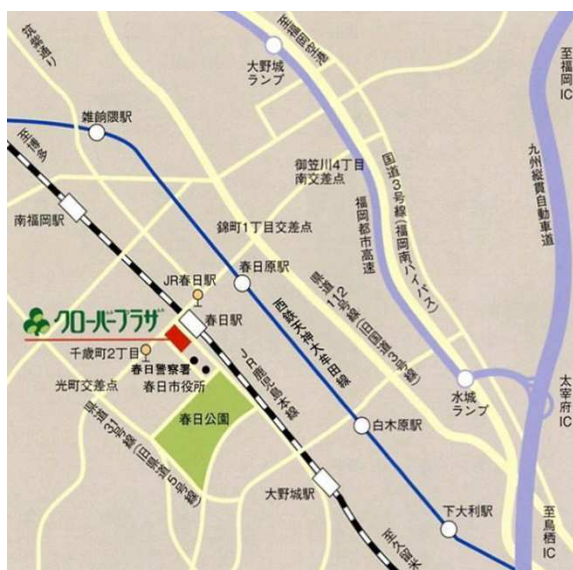 筑紫通り
至福岡空港
大野城
ランプ
至福岡IC
雑餉隈駅
至博多
御笠川4丁目
南交差点
国道3号線(福岡南バイパス)
九州縦貫自動車道
福岡都市高速
南福岡駅
錦町1丁目交差点
JR春日駅
春日原駅
県道112号線(旧国道3号線)
クローバープラザ
春日駅
西鉄天神大牟田線
千歳町2丁目
春日警察署
JR鹿児島本線
光町交差点
春日市役所
水城
ランプ
太宰府IC
春日公園
県道31号線(旧県道5号線)
白木原駅
大野城駅
下大利駅
至鳥栖IC
至久留米